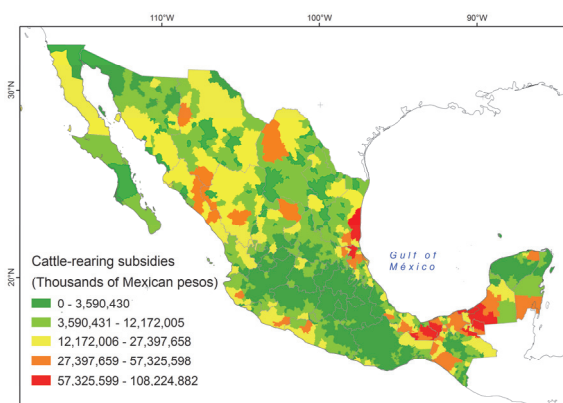 110°W 100°W 90°W
30°N
20°N
Gulf of
México
Cattle-rearing subsidies
(Thousands of Mexican pesos)
0 - 3,590,430
3,590,431 - 12,172,005
12,172,006 - 27,397,658
27,397,659 - 57,325,598
57,325.599 - 108,224.882